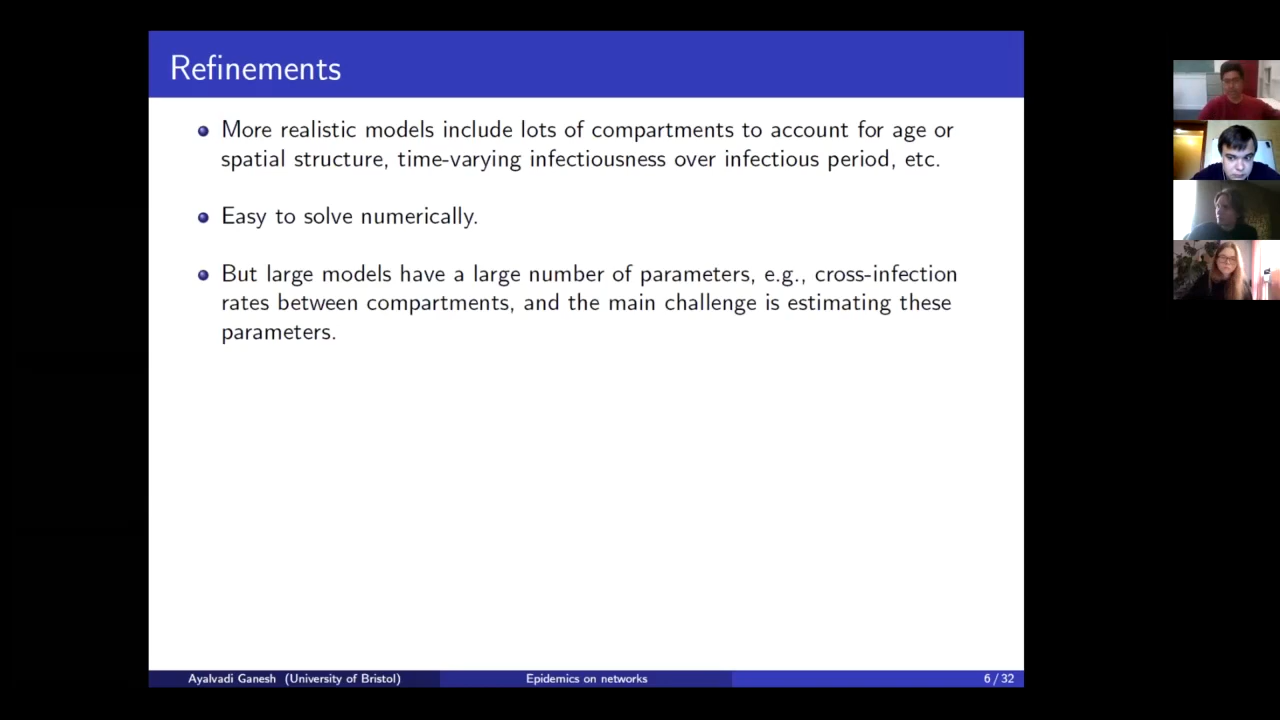 Refinements
More realistic models include lots of compartments to account for age or
spatial structure, time-varying infectiousness over infectious period, etc.
Easy to solve numerically.
But large models have a large number of parameters, e.g., cross-infection
rates between compartments, and the main challenge is estimating these
parameters.
Ayalvadi Ganesh (University of Bristol) Epidemics on networks 6 / 32